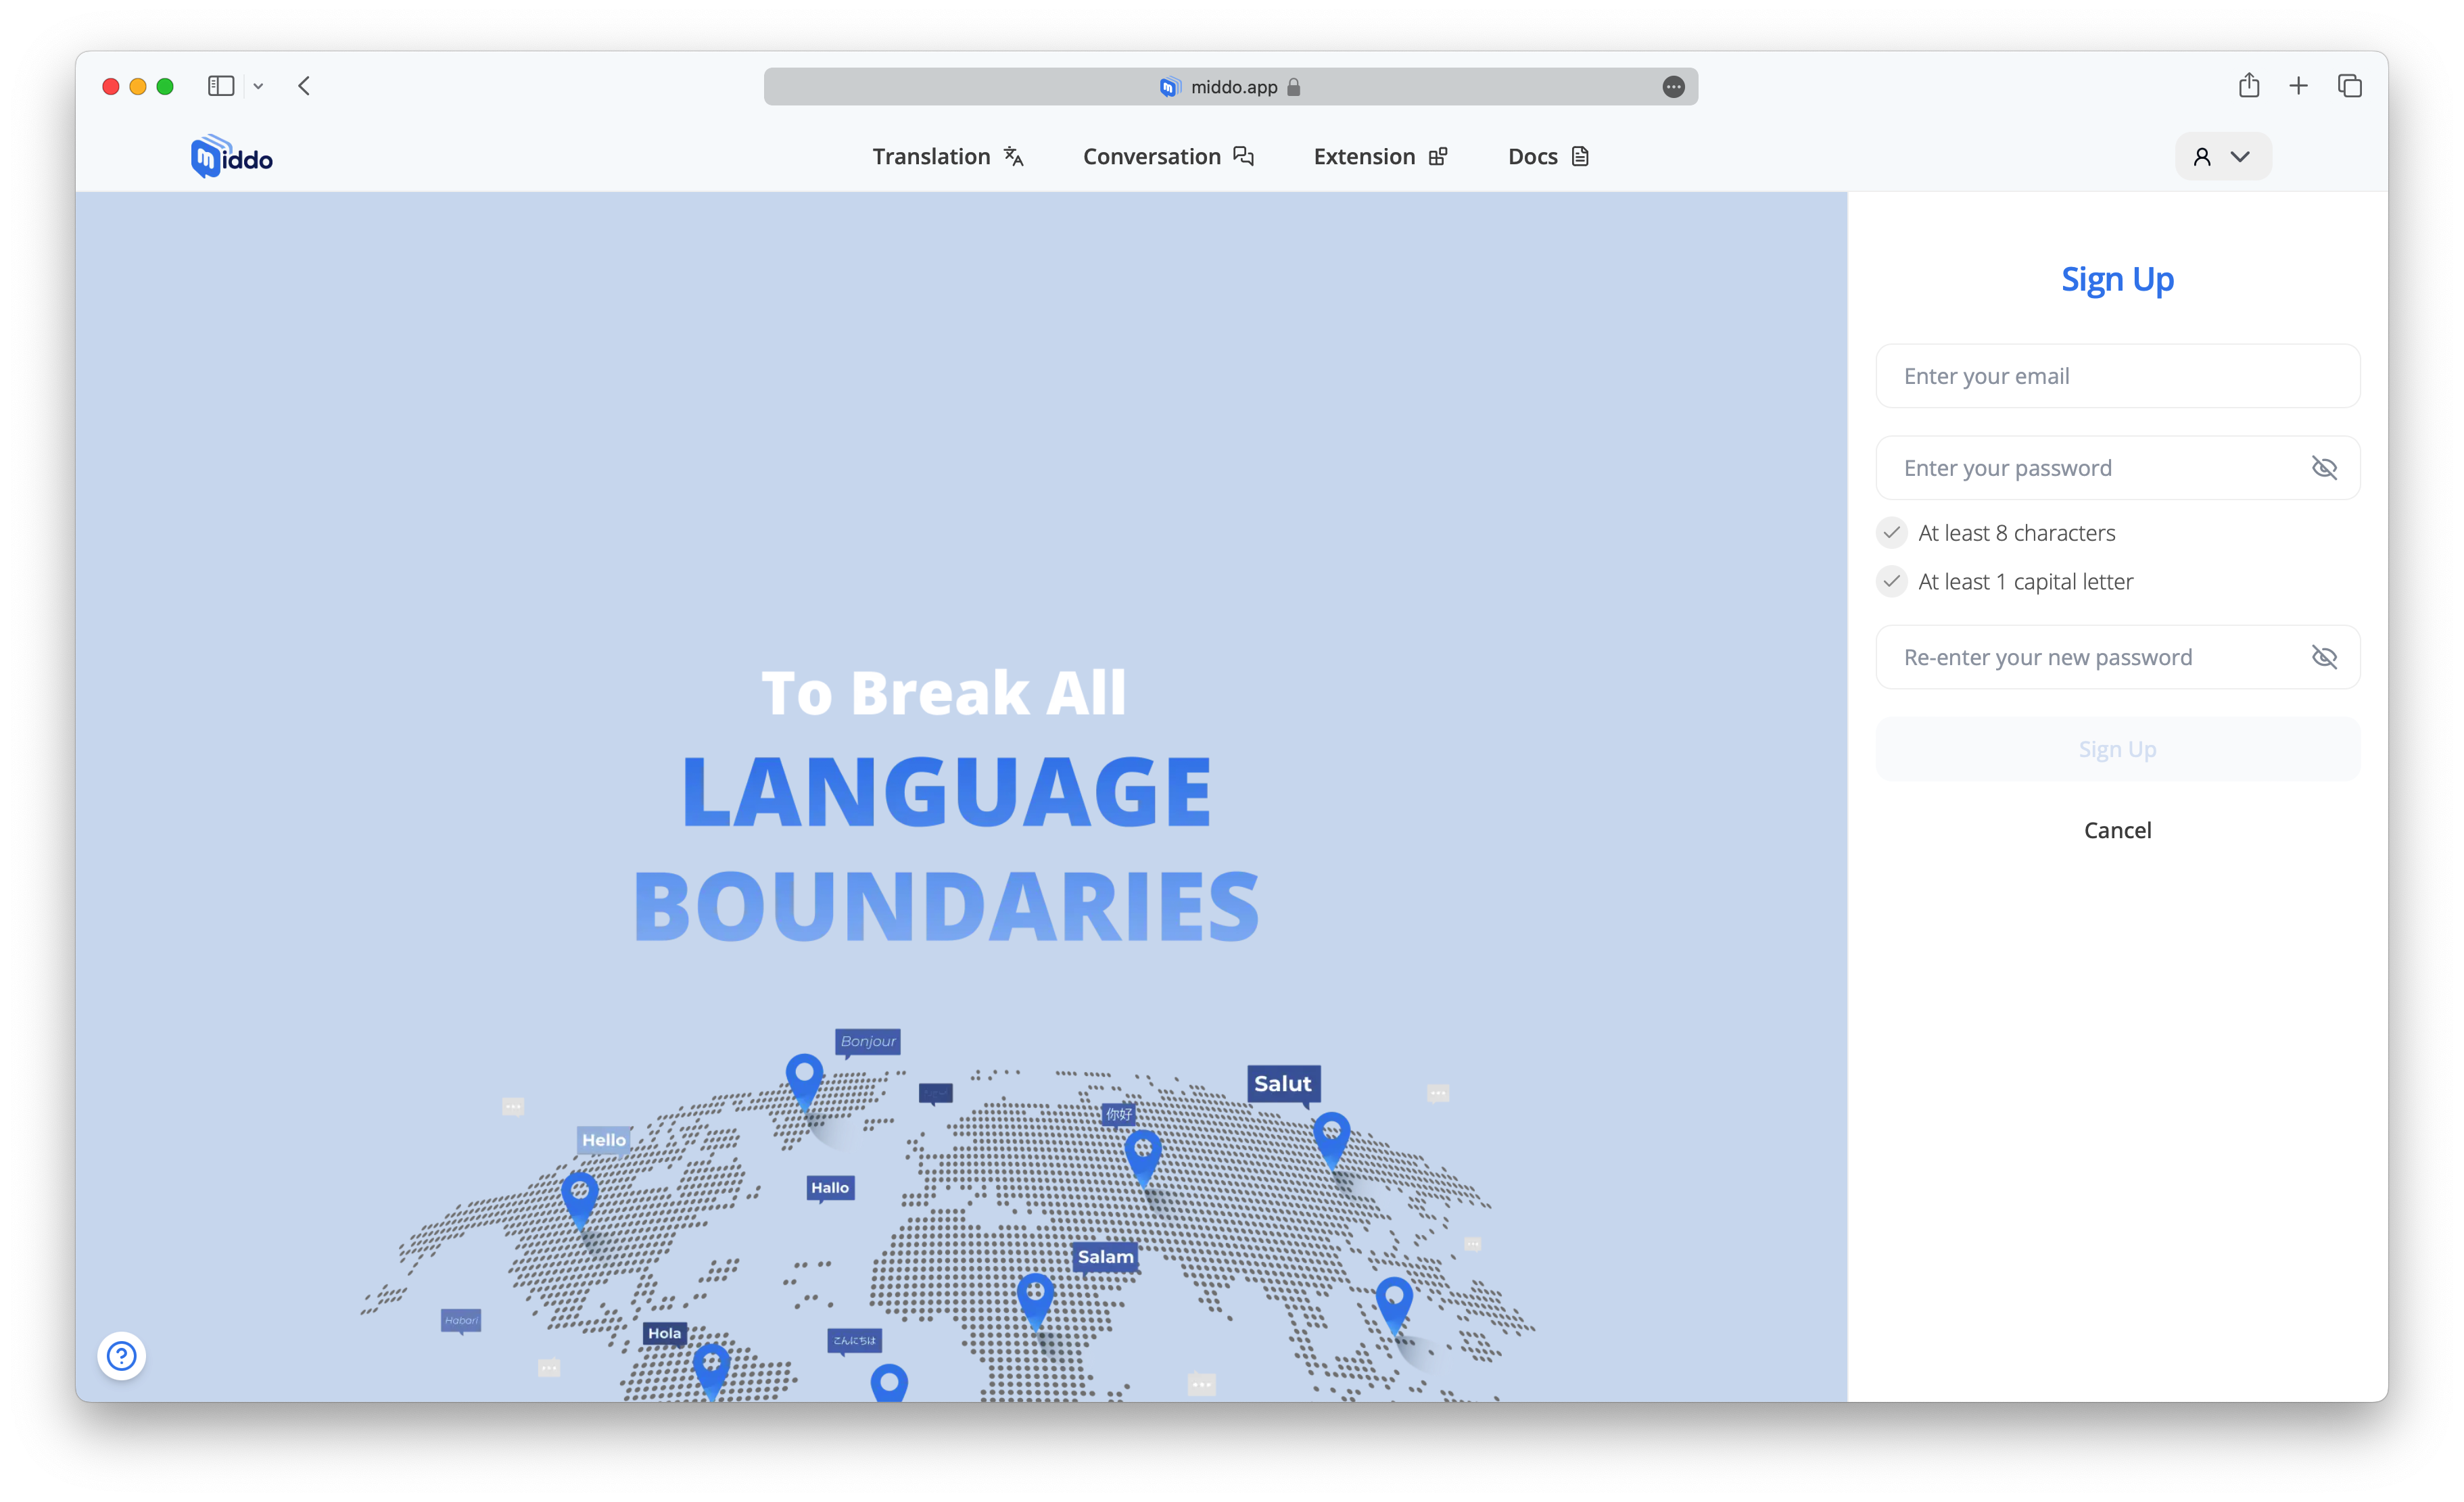 middo.app
middo
Translation
Conversation
Extension
Docs
Sign Up
Enter your email
Enter your password
At least 8 characters
At least 1 capital letter
Re-enter your new password
Sign Up
Cancel
To Break All
LANGUAGE
BOUNDARIES
Bonjour
Salut
你好
Hello
Hallo
Salam
Habari
Hola
こんにちは